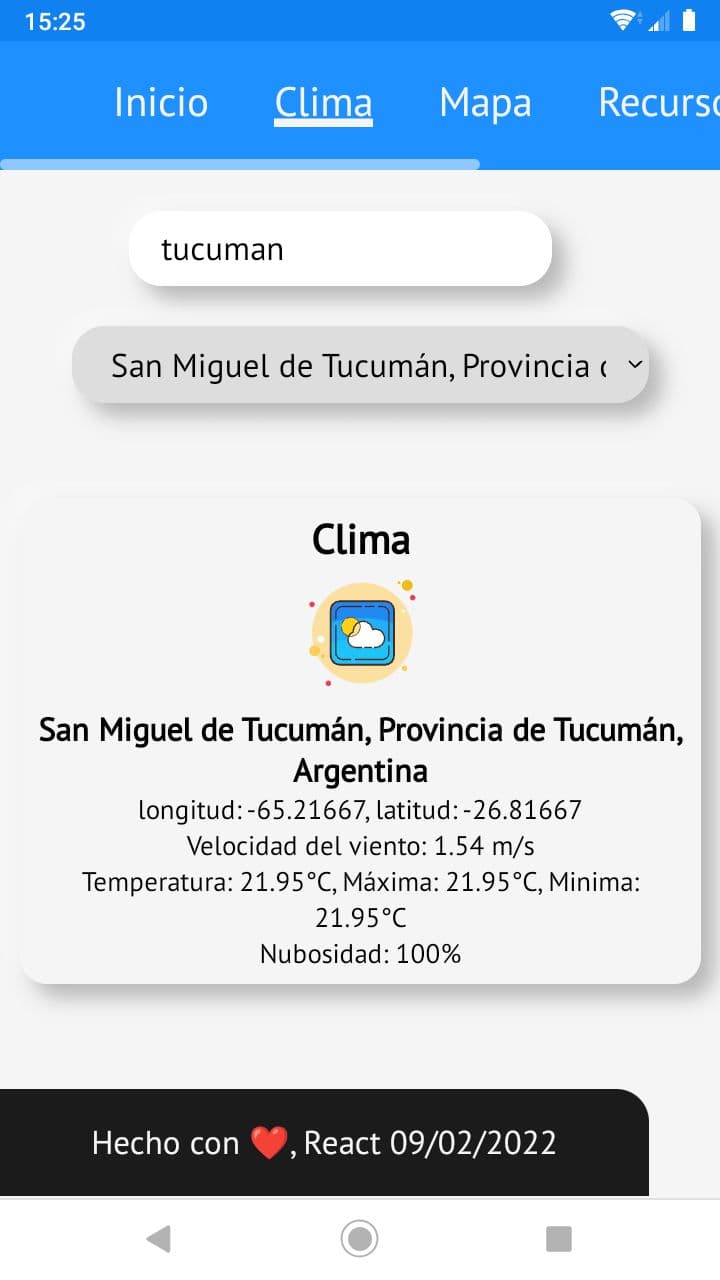 15:25
Inicio Clima Mapa Recurso
tucuman
San Miguel de Tucumán, Provincia
Clima
San Miguel de Tucumán, Provincia de Tucumán,
Argentina
longitud: -65.21667, latitud: -26.81667
Velocidad del viento: 1.54 m/s
Temperatura: 21.95°C, Máxima: 21.95°C, Minima:
21.95°C
Nubosidad: 100%
Hecho con ❤️, React 09/02/2022